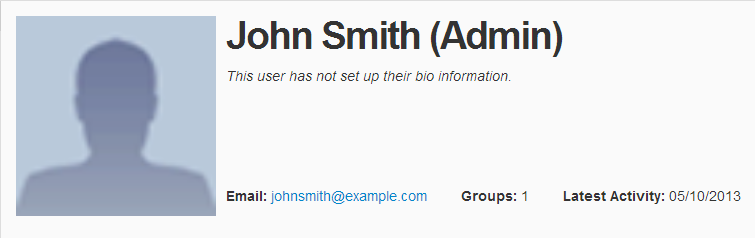 John Smith (Admin)
This user has not set up their bio information.
Email: johnsmith@example.com Groups: 1 Latest Activity: 05/10/2013